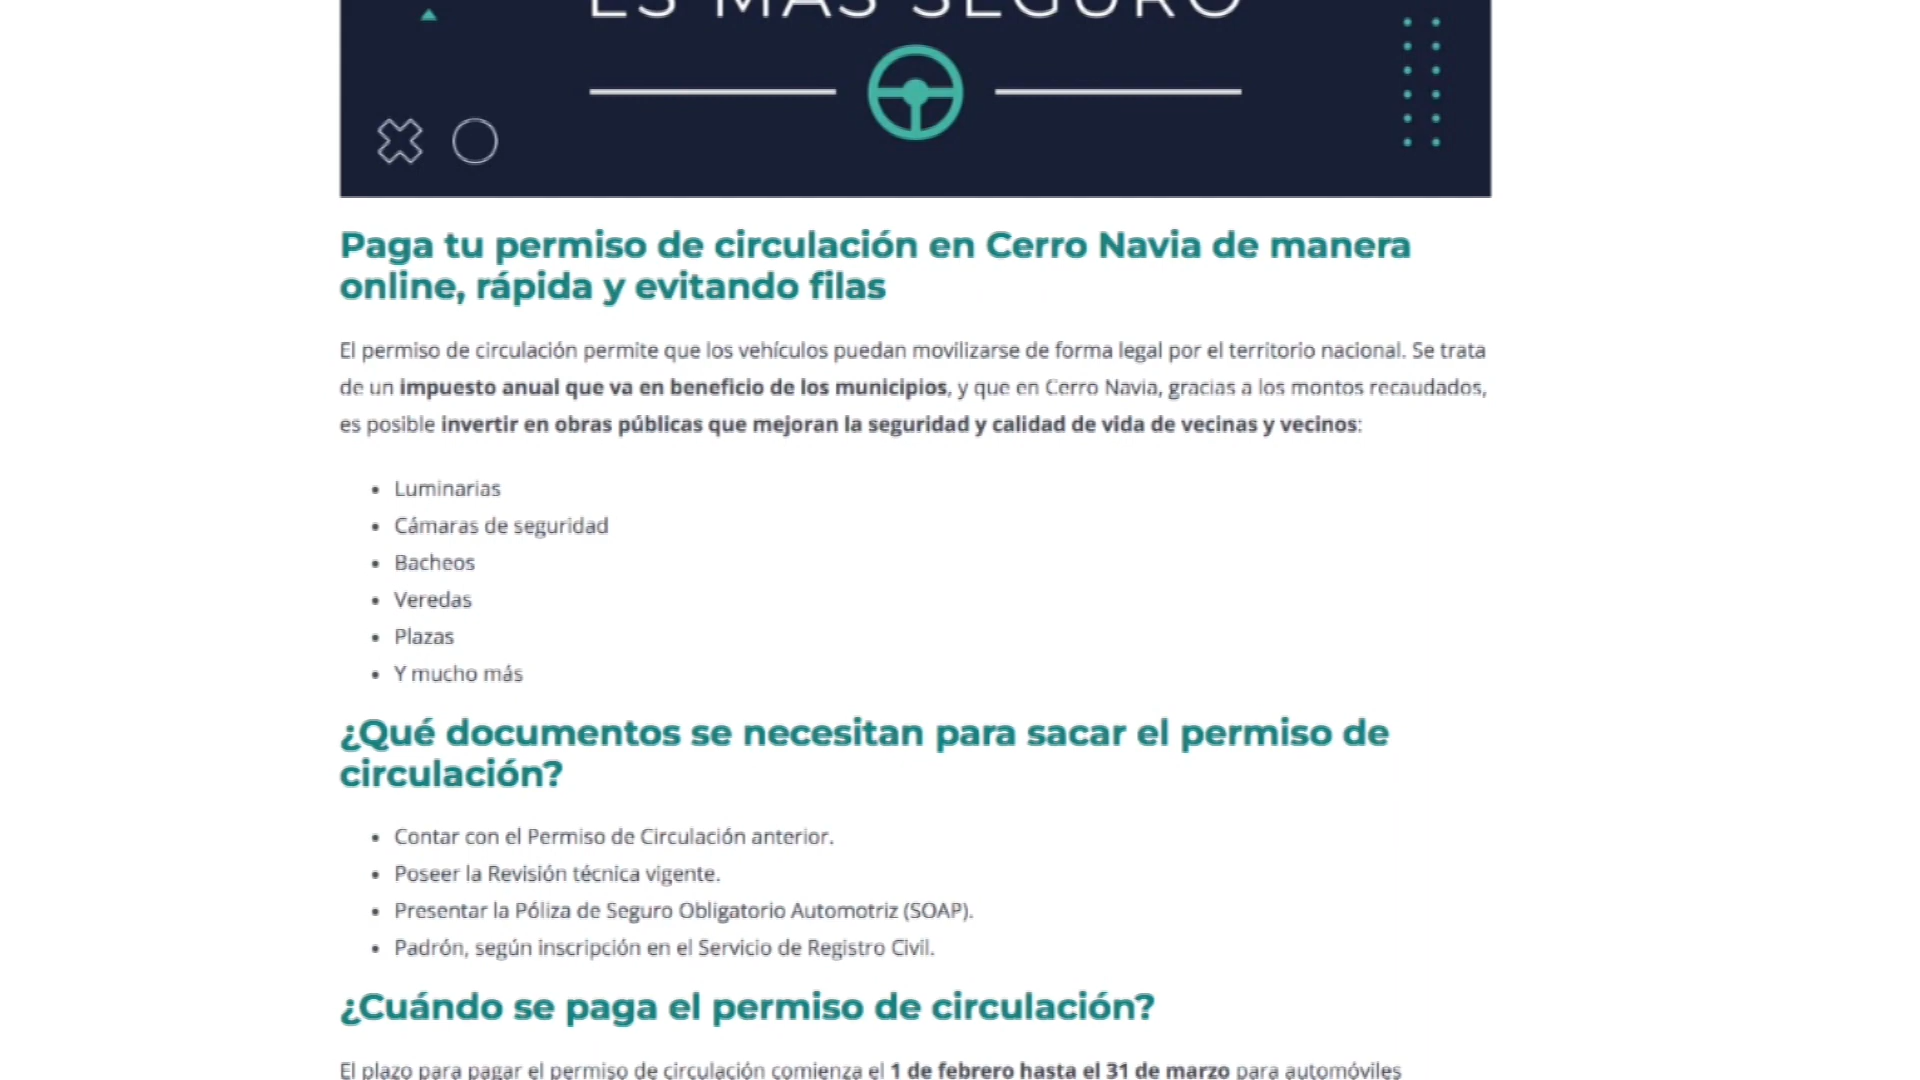 ES MÁS SEGURO
Paga tu permiso de circulación en Cerro Navia de manera
online, rápida y evitando filas
El permiso de circulación permite que los vehículos puedan movilizarse de forma legal por el territorio nacional. Se trata
de un impuesto anual que va en beneficio de los municipios, y que en Cerro Navia, gracias a los montos recaudados,
es posible invertir en obras públicas que mejoran la seguridad y calidad de vida de vecinas y vecinos:
• Luminarias
• Cámaras de seguridad
• Bacheos
• Veredas
• Plazas
• Y mucho más
¿Qué documentos se necesitan para sacar el permiso de
circulación?
• Contar con el Permiso de Circulación anterior.
• Poseer la Revisión técnica vigente.
• Presentar la Póliza de Seguro Obligatorio Automotriz (SOAP).
• Padrón, según inscripción en el Servicio de Registro Civil.
¿Cuándo se paga el permiso de circulación?
El plazo para pagar el permiso de circulación comienza el 1 de febrero hasta el 31 de marzo para automóviles